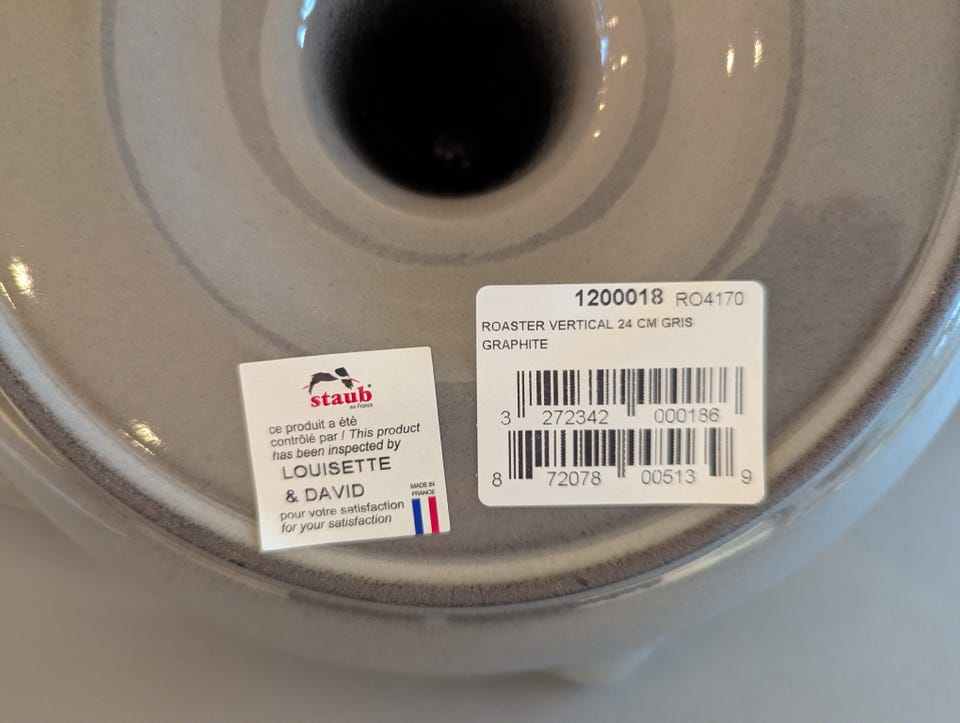 1200018 RO4170
ROASTER VERTICAL 24 CM GRIS
GRAPHITE
3 272342 000186
8 72078 00513 9
staub®
en France
ce produit a été
contrôlé par / This product
has been inspected by
LOUISETTE
& DAVID
pour votre satisfaction
for your satisfaction
MADE IN
FRANCE